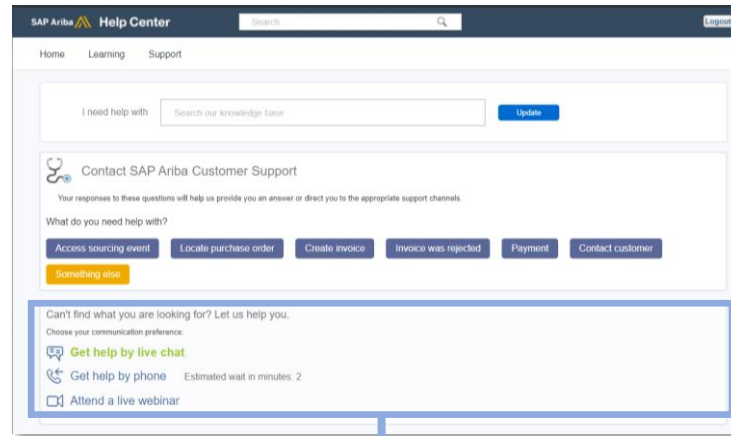 SAP Ariba Help Center Search... Logout
Home Learning Support
I need help with Search our knowledge base Update
Contact SAP Ariba Customer Support
Your responses to these questions will help us provide you an answer or direct you to the appropriate support channels.
What do you need help with?
Access sourcing event Locate purchase order Create invoice Invoice was rejected Payment Contact customer
Something else
Can't find what you are looking for? Let us help you.
Choose your communication preference:
Get help by live chat
Get help by phone Estimated wait in minutes: 2
Attend a live webinar